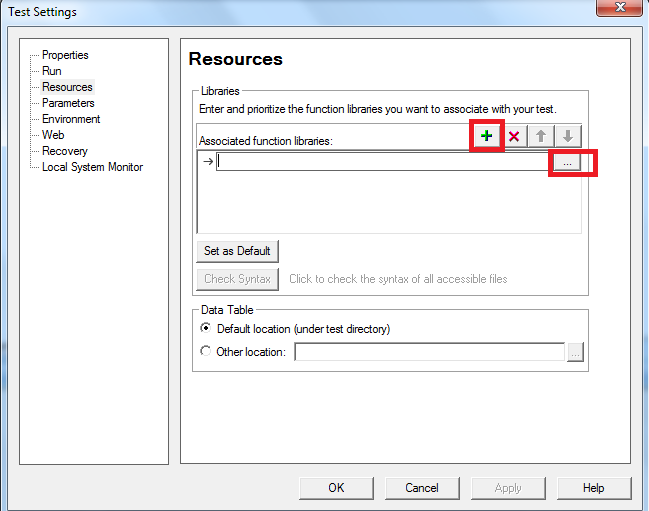 Test Settings
Properties
Run
Resources
Parameters
Environment
Web
Recovery
Local System Monitor
Resources
Libraries
Enter and prioritize the function libraries you want to associate with your test.
Associated function libraries:
...
Set as Default
Check Syntax Click to check the syntax of all accessible files
Data Table
Default location (under test directory)
Other location: ...
OK Cancel Apply Help